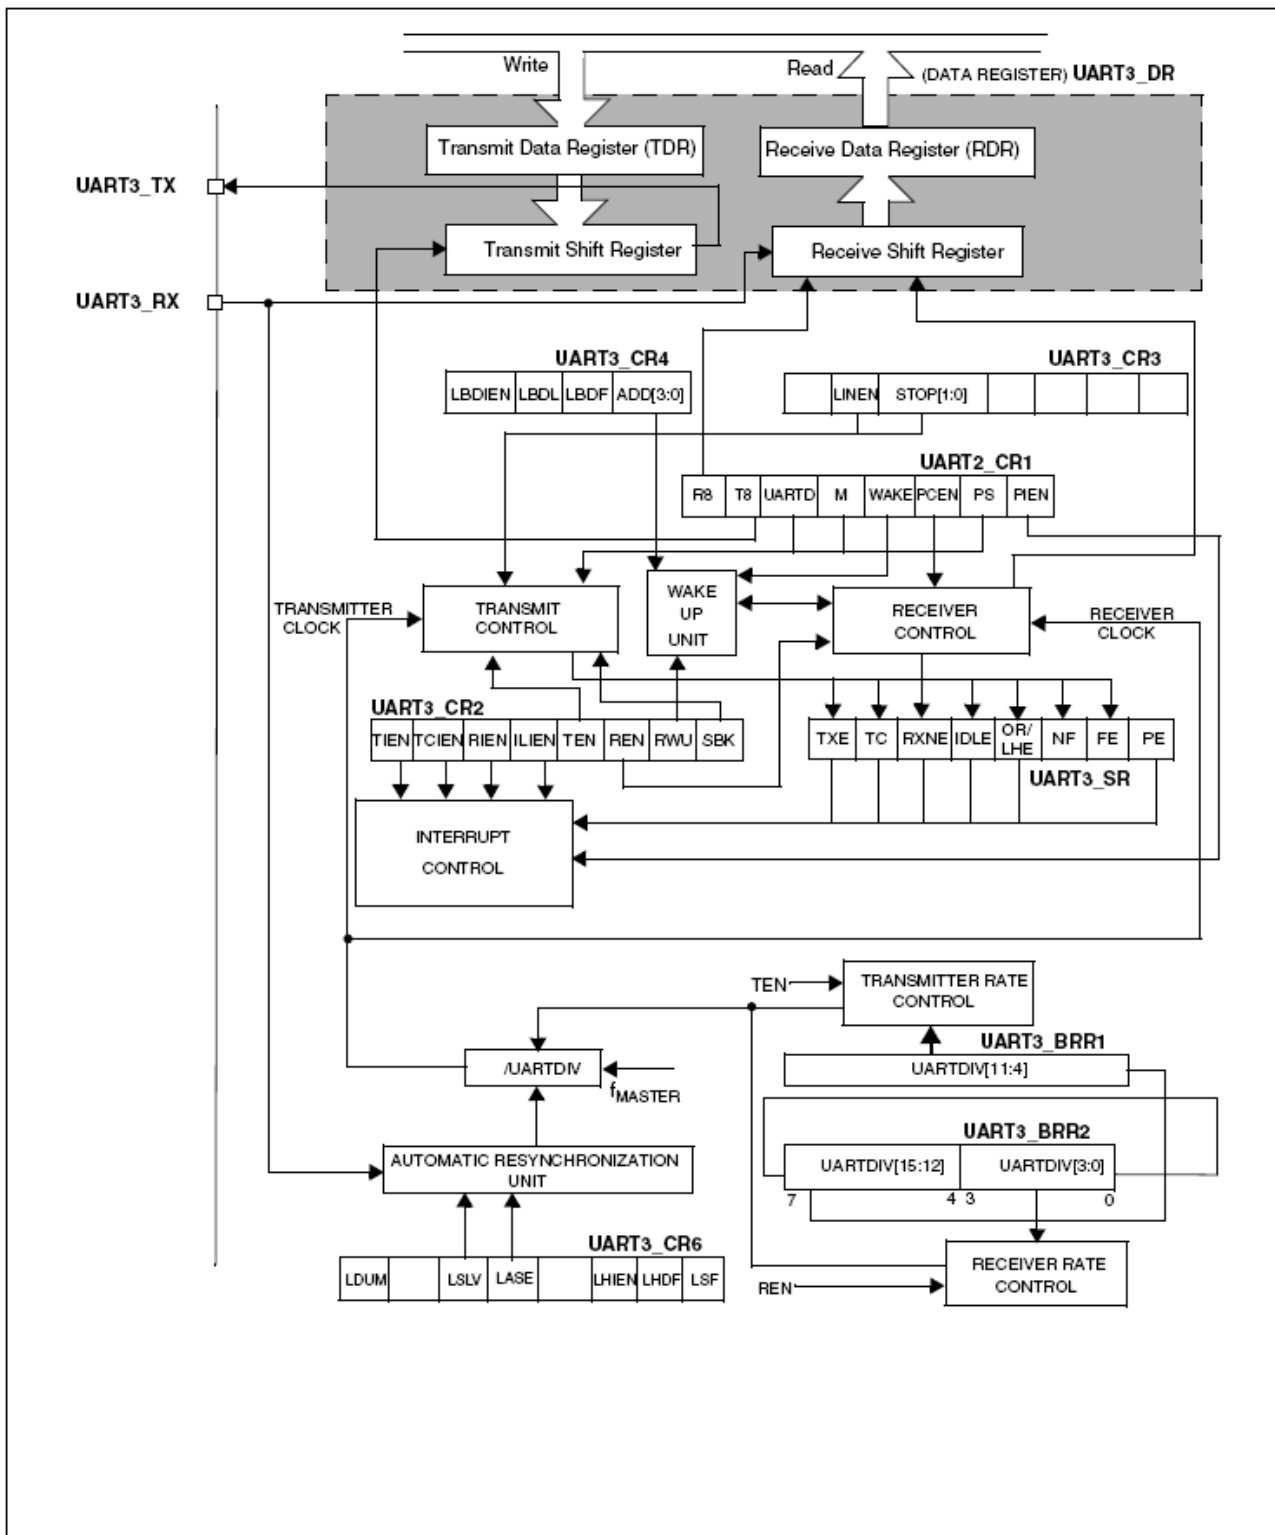 Write
Read
(DATA REGISTER) UART3_DR
Transmit Data Register (TDR)
Receive Data Register (RDR)
UART3_TX
Transmit Shift Register
Receive Shift Register
UART3_RX
UART3_CR4
UART3_CR3
LBDIEN LBDL LBDF ADD[3:0]
LINEN STOP[1:0]
UART2_CR1
R8 T8 UARTD M WAKE PCEN PS PIEN
TRANSMITTER
CLOCK
TRANSMIT
CONTROL
WAKE
UP
UNIT
RECEIVER
CONTROL
RECEIVER
CLOCK
UART3_CR2
TIEN TCIEN RIEN ILIEN TEN REN RWU SBK
TXE TC RXNE IDLE OR/ LHE NF FE PE
UART3_SR
INTERRUPT
CONTROL
TEN
TRANSMITTER RATE
CONTROL
UART3_BRR1
/UARTDIV
fMASTER
UARTDIV[11:4]
UART3_BRR2
AUTOMATIC RESYNCHRONIZATION
UNIT
UARTDIV[15:12] UARTDIV[3:0]
7 4 3 0
UART3_CR6
LDUM LSLV LASE LHIEN LHDF LSF
REN
RECEIVER RATE
CONTROL